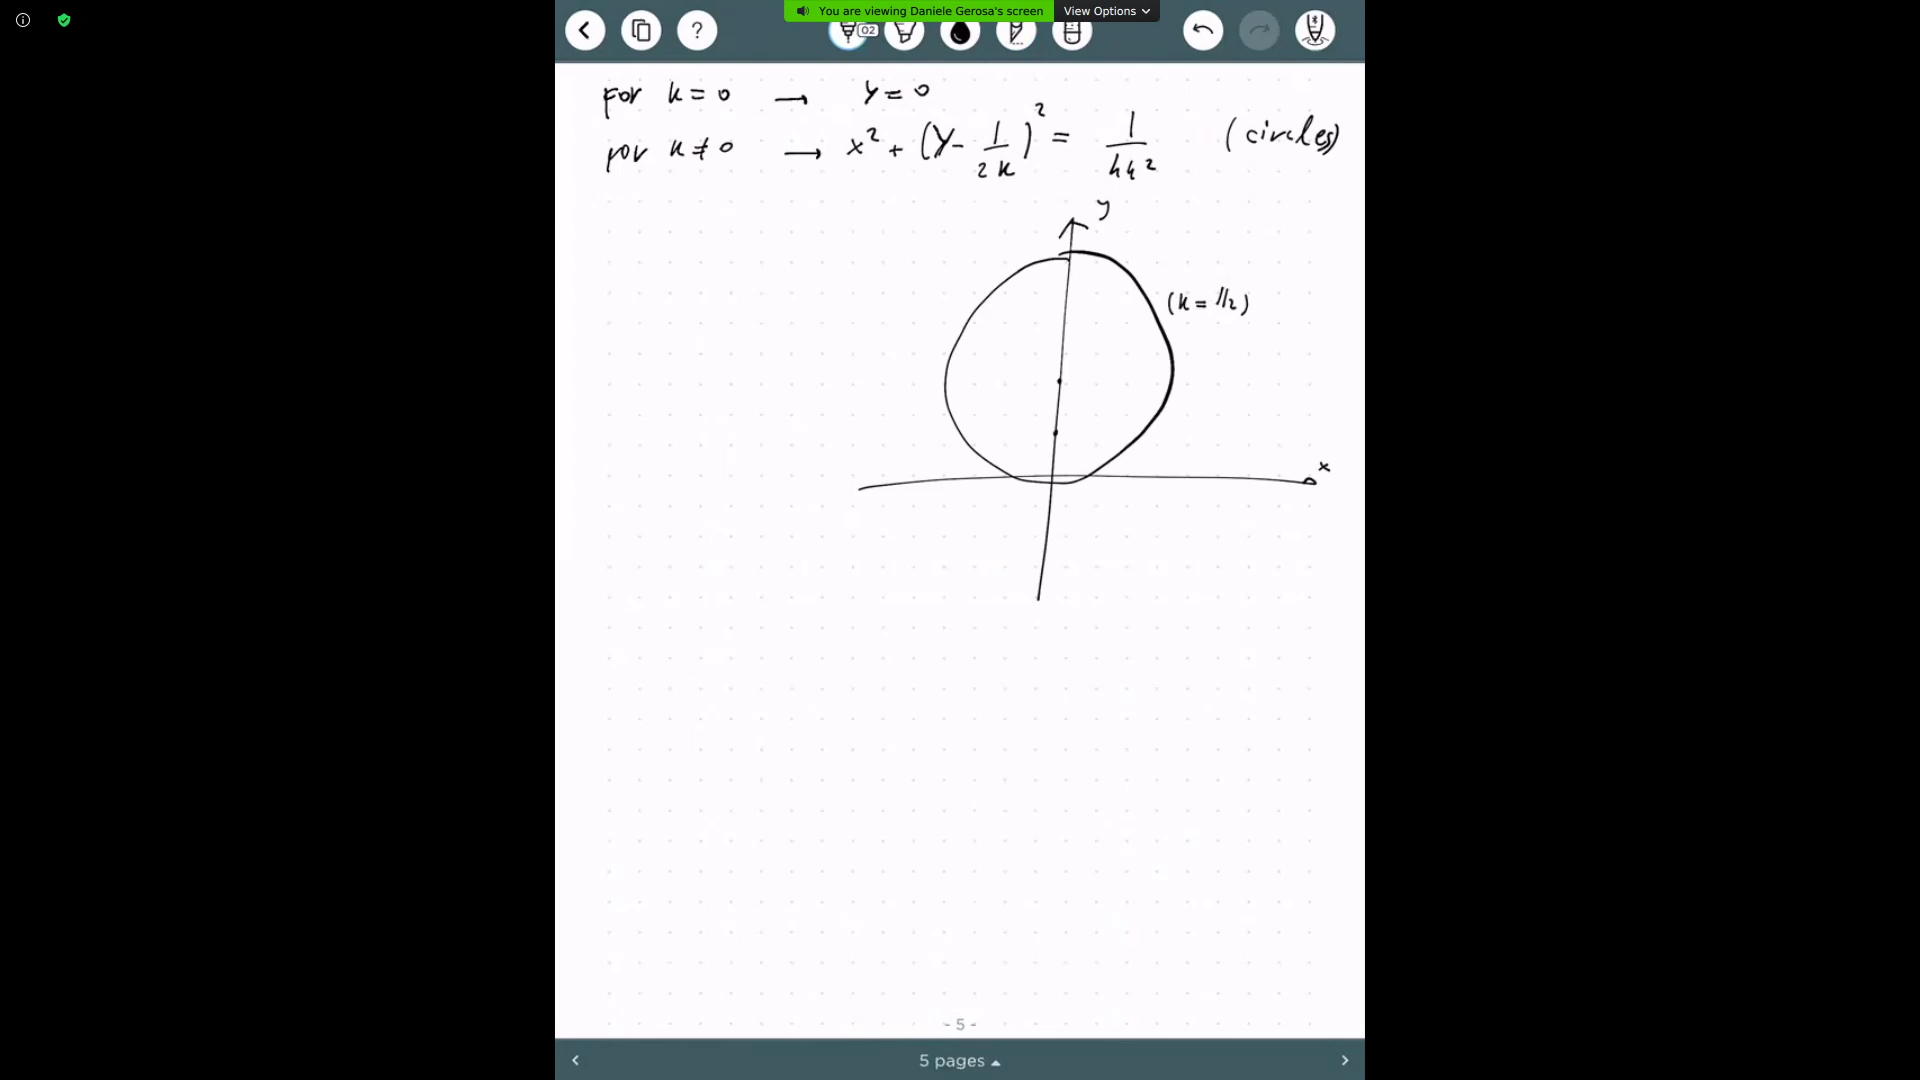 You are viewing Daniele Gerosa's screen View Options
? 02
for k = 0 → y = 0
for k ≠ 0 → x² + (y - 1/2k)² = 1/4k² (circles)
y
(k = 1/2)
x
- 5 -
5 pages